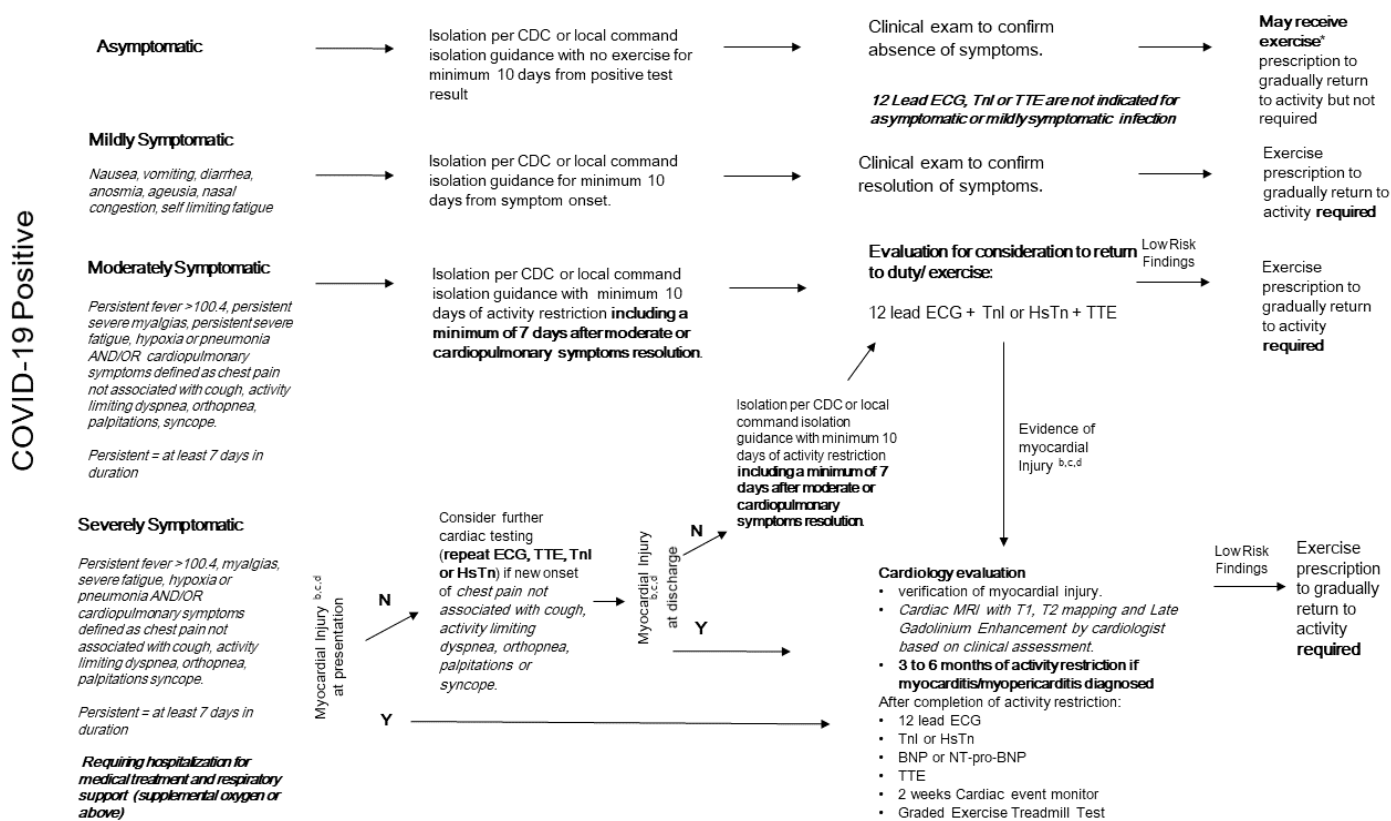 COVID-19 Positive
Asymptomatic
Isolation per CDC or local command
isolation guidance with no exercise for
minimum 10 days from positive test
result
Clinical exam to confirm
absence of symptoms.
12 Lead ECG, TnI or TTE are not indicated for
asymptomatic or mildly symptomatic infection
May receive
exercise*
prescription to
gradually return
to activity but not
required
Mildly Symptomatic
Nausea, vomiting, diarrhea,
anosmia, ageusia, nasal
congestion, self limiting fatigue
Isolation per CDC or local command
isolation guidance for minimum 10
days from symptom onset.
Clinical exam to confirm
resolution of symptoms.
Exercise
prescription to
gradually return to
activity required
Moderately Symptomatic
Persistent fever >100.4, persistent
severe myalgias, persistent severe
fatigue, hypoxia or pneumonia
AND/OR cardiopulmonary
symptoms defined as chest pain
not associated with cough, activity
limiting dyspnea, orthopnea,
palpitations, syncope.
Persistent = at least 7 days in
duration
Isolation per CDC or local command
isolation guidance with minimum 10
days of activity restriction including a
minimum of 7 days after moderate or
cardiopulmonary symptoms resolution.
Evaluation for consideration to return
to duty/ exercise:
12 lead ECG + TnI or HsTn + TTE
Low Risk
Findings
Exercise
prescription to
gradually return
to activity
required
Isolation per CDC or local
command isolation
guidance with minimum 10
days of activity restriction
including a minimum of 7
days after moderate or
cardiopulmonary
symptoms resolution.
Evidence of
myocardial
Injury b,c,d
Severely Symptomatic
Persistent fever >100.4, myalgias,
severe fatigue, hypoxia or
pneumonia AND/OR
cardiopulmonary symptoms
defined as chest pain not
associated with cough, activity
limiting dyspnea, orthopnea,
palpitations syncope.
Persistent = at least 7 days in
duration
Requiring hospitalization for
medical treatment and respiratory
support (supplemental oxygen or
above)
Myocardial Injury b,c,d
at presentation
N
Y
Consider further
cardiac testing
(repeat ECG, TTE, TnI
or HsTn) if new onset
of chest pain not
associated with cough,
activity limiting
dyspnea, orthopnea,
palpitations or
syncope.
Myocardial Injury
b,c,d
at discharge
N
Y
Cardiology evaluation
• verification of myocardial injury.
• Cardiac MRI with T1, T2 mapping and Late
Gadolinium Enhancement by cardiologist
based on clinical assessment.
• 3 to 6 months of activity restriction if
myocarditis/myopericarditis diagnosed
After completion of activity restriction:
• 12 lead ECG
• TnI or HsTn
• BNP or NT-pro-BNP
• TTE
• 2 weeks Cardiac event monitor
• Graded Exercise Treadmill Test
Low Risk
Findings
Exercise
prescription
to gradually
return to
activity
required